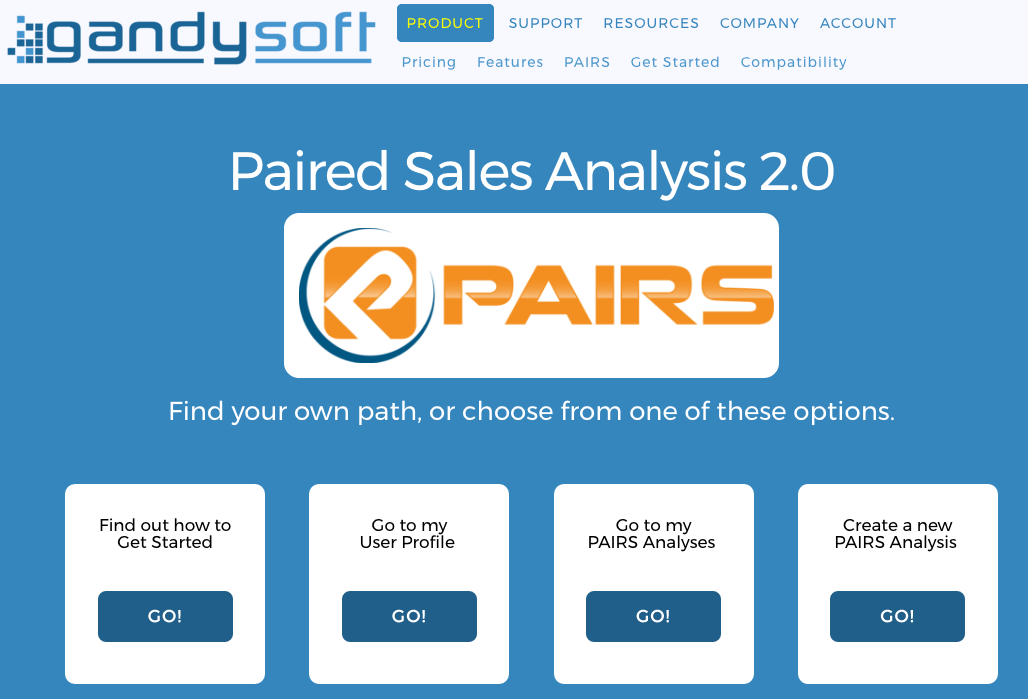 gandysoft
PRODUCT SUPPORT RESOURCES COMPANY ACCOUNT
Pricing Features PAIRS Get Started Compatibility
Paired Sales Analysis 2.0
PAIRS
Find your own path, or choose from one of these options.
Find out how to
Get Started
GO!
Go to my
User Profile
GO!
Go to my
PAIRS Analyses
GO!
Create a new
PAIRS Analysis
GO!